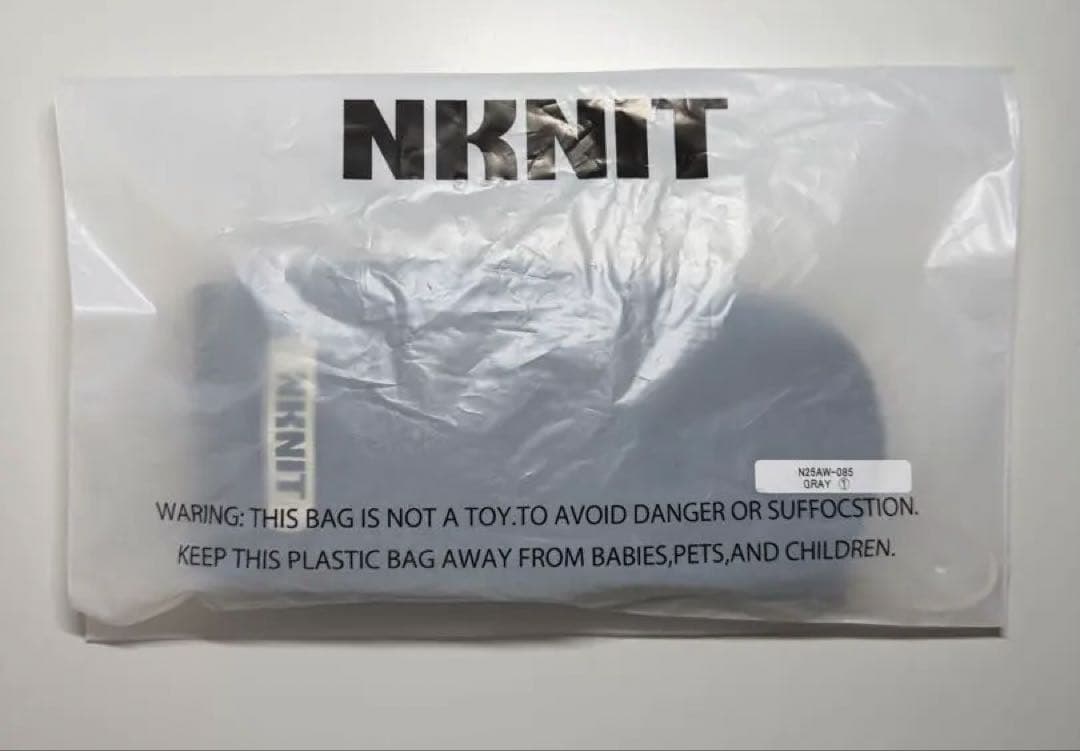 NKNIT
NKNIT
N25AW-085
GRAY ①
WARING: THIS BAG IS NOT A TOY.TO AVOID DANGER OR SUFFOCSTION.
KEEP THIS PLASTIC BAG AWAY FROM BABIES,PETS,AND CHILDREN.